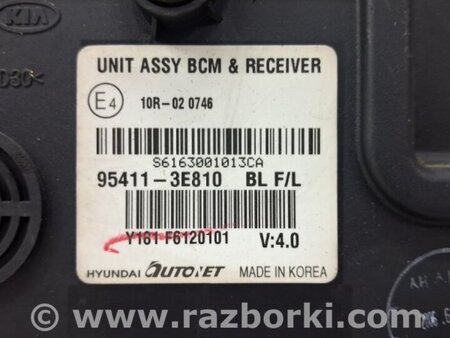 KIA
UNIT ASSY BCM & RECEIVER
E4
10R-02 0746
S6163001013CA
95411-3E810 BL F/L
Y161-F6120101 V:4.0
HYUNDAI AUTONET MADE IN KOREA
© www.razborki.com